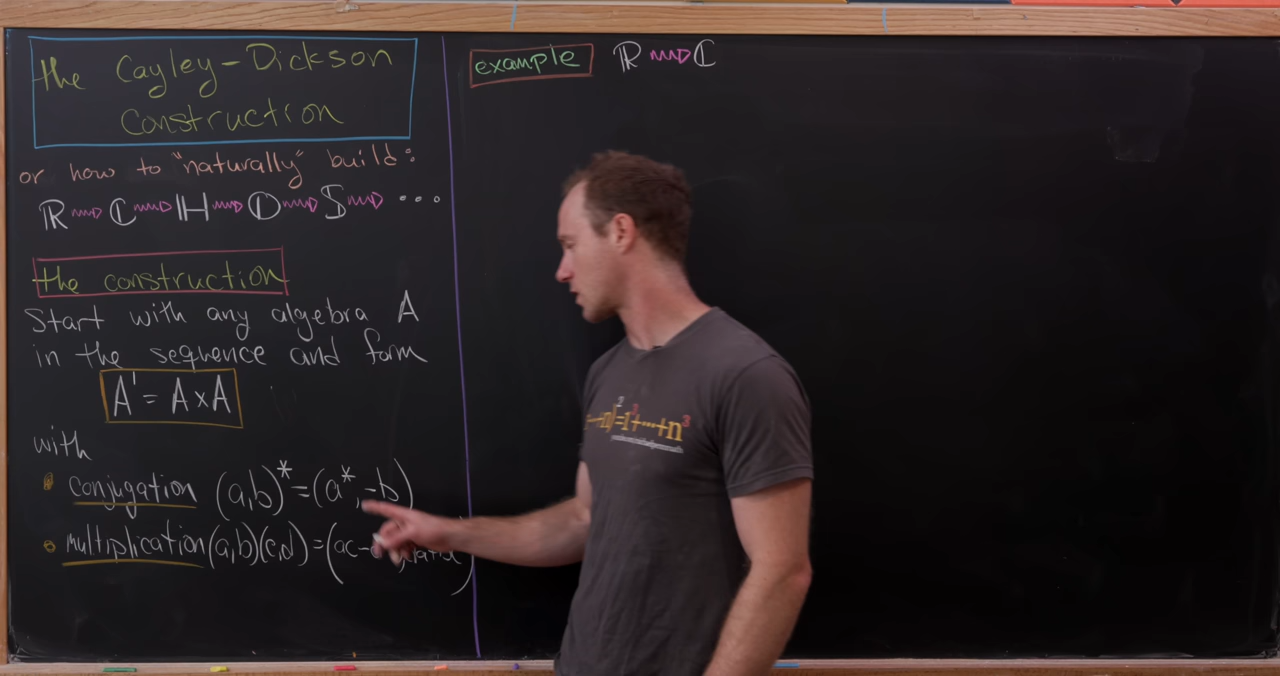 the Cayley-Dickson
Construction
or how to "naturally" build:
ℝ ⇝ ℂ ⇝ ℍ ⇝ 𝕆 ⇝ 𝕊 ⇝ ...
the construction
Start with any algebra A
in the sequence and form
A' = A×A
with
• conjugation (a,b)* = (a*,-b)
• multiplication (a,b)(c,d) = (ac-
example ℝ ⇝ ℂ